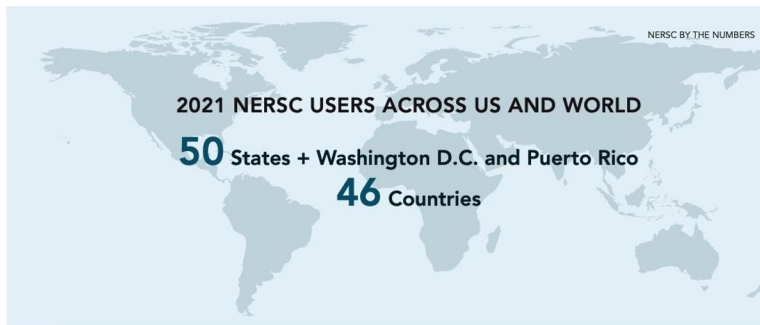 NERSC BY THE NUMBERS
2021 NERSC USERS ACROSS US AND WORLD
50 States + Washington D.C. and Puerto Rico
46 Countries